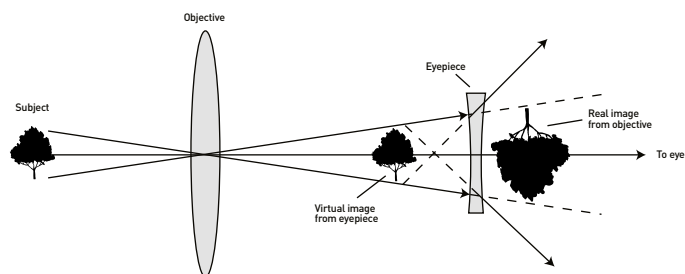 Objective
Eyepiece
Subject
Real image
from objective
To eye
Virtual image
from eyepiece